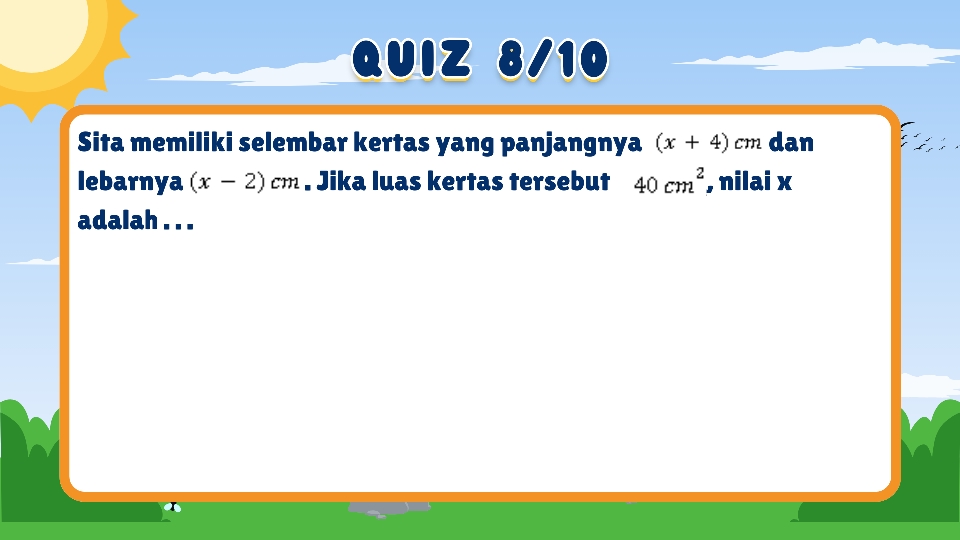 QUIZ 8/10
Sita memiliki selembar kertas yang panjangnya (x + 4) cm dan
lebarnya (x − 2) cm . Jika luas kertas tersebut 40 cm², nilai x
adalah . . .